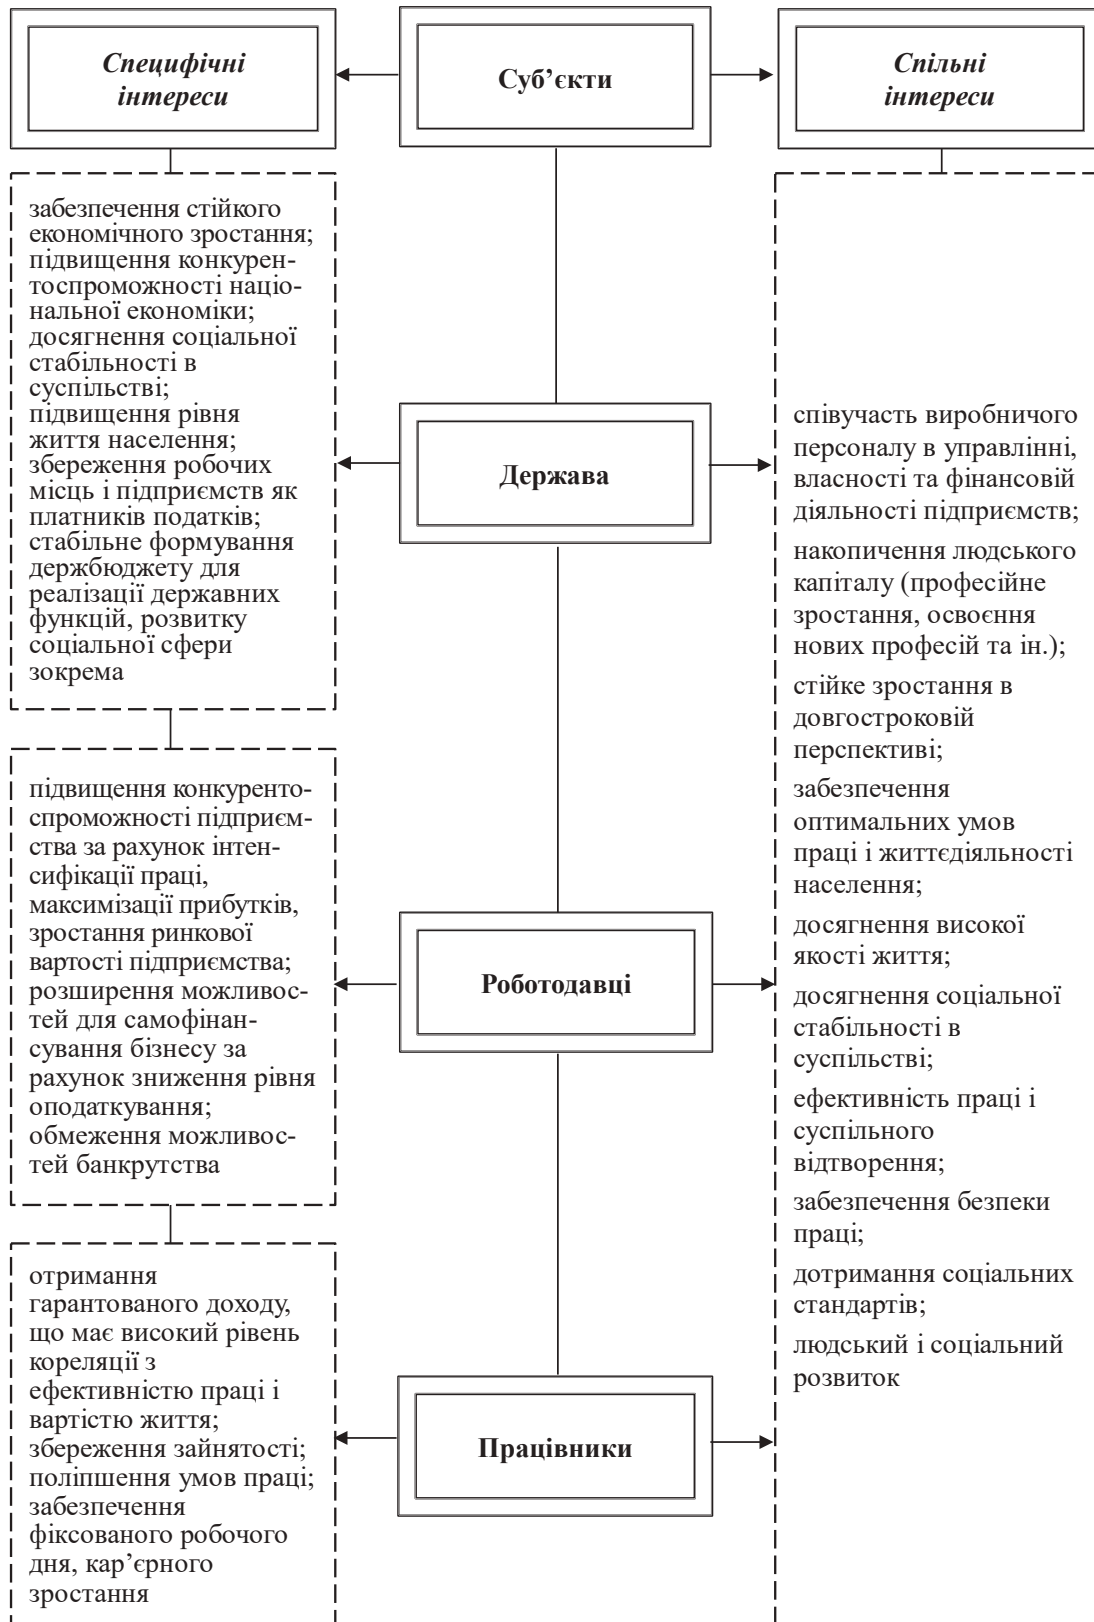 Специфічні
інтереси
Суб’єкти
Спільні
інтереси
забезпечення стійкого
економічного зростання;
підвищення конкурен-
тоспроможності націо-
нальної економіки;
досягнення соціальної
стабільності в
суспільстві;
підвищення рівня
життя населення;
збереження робочих
місць і підприємств як
платників податків;
стабільне формування
держбюджету для
реалізації державних
функцій, розвитку
соціальної сфери
зокрема
Держава
підвищення конкуренто-
спроможності підприєм-
ства за рахунок інтен-
сифікації праці,
максимізації прибутків,
зростання ринкової
вартості підприємства;
розширення можливос-
тей для самофінан-
сування бізнесу за
рахунок зниження рівня
оподаткування;
обмеження можливос-
тей банкрутства
Роботодавці
отримання
гарантованого доходу,
що має високий рівень
кореляції з
ефективністю праці і
вартістю життя;
збереження зайнятості;
поліпшення умов праці;
забезпечення
фіксованого робочого
дня, кар’єрного
зростання
Працівники
співучасть виробничого
персоналу в управлінні,
власності та фінансовій
діяльності підприємств;
накопичення людського
капіталу (професійне
зростання, освоєння
нових професій та ін.);
стійке зростання в
довгостроковій
перспективі;
забезпечення
оптимальних умов
праці і життєдіяльності
населення;
досягнення високої
якості життя;
досягнення соціальної
стабільності в
суспільстві;
ефективність праці і
суспільного
відтворення;
забезпечення безпеки
праці;
дотримання соціальних
стандартів;
людський і соціальний
розвиток